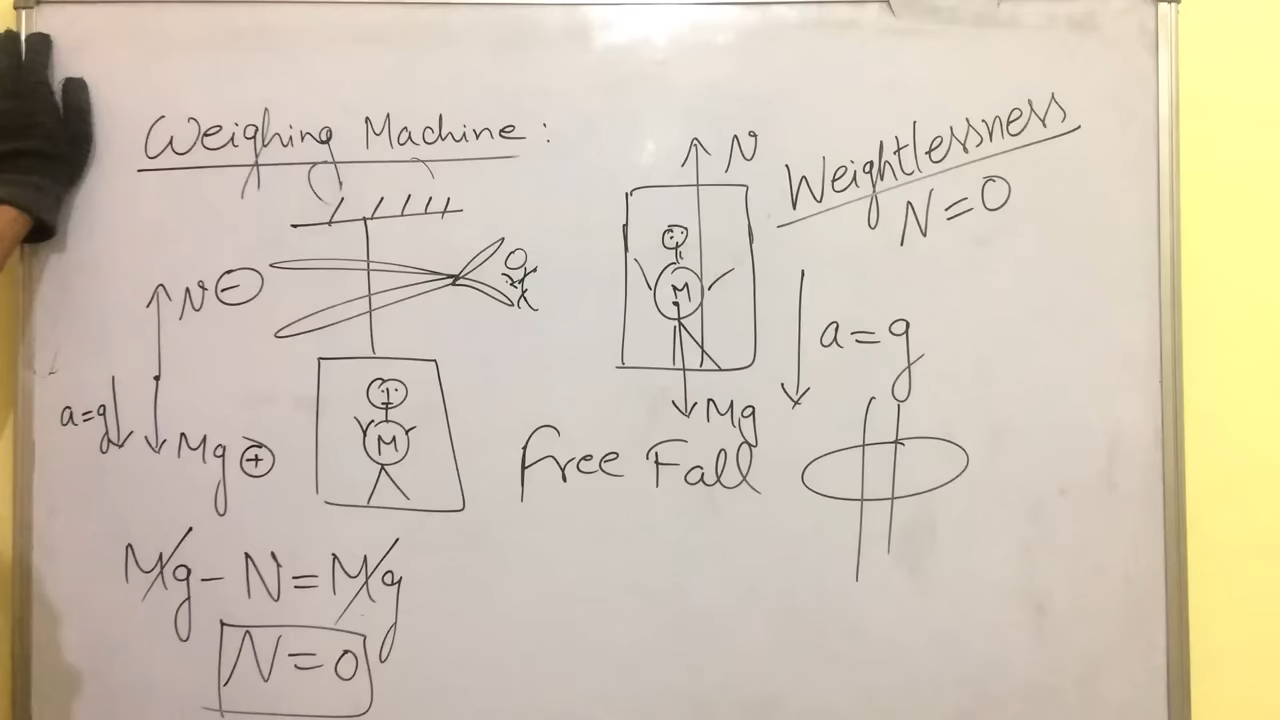 Weighing Machine :
N ⊖
a=g↓
Mg ⊕
M
Mg - N = Mg
N=0
N
M
Mg
Free Fall
Weightlessness
N=0
a=g